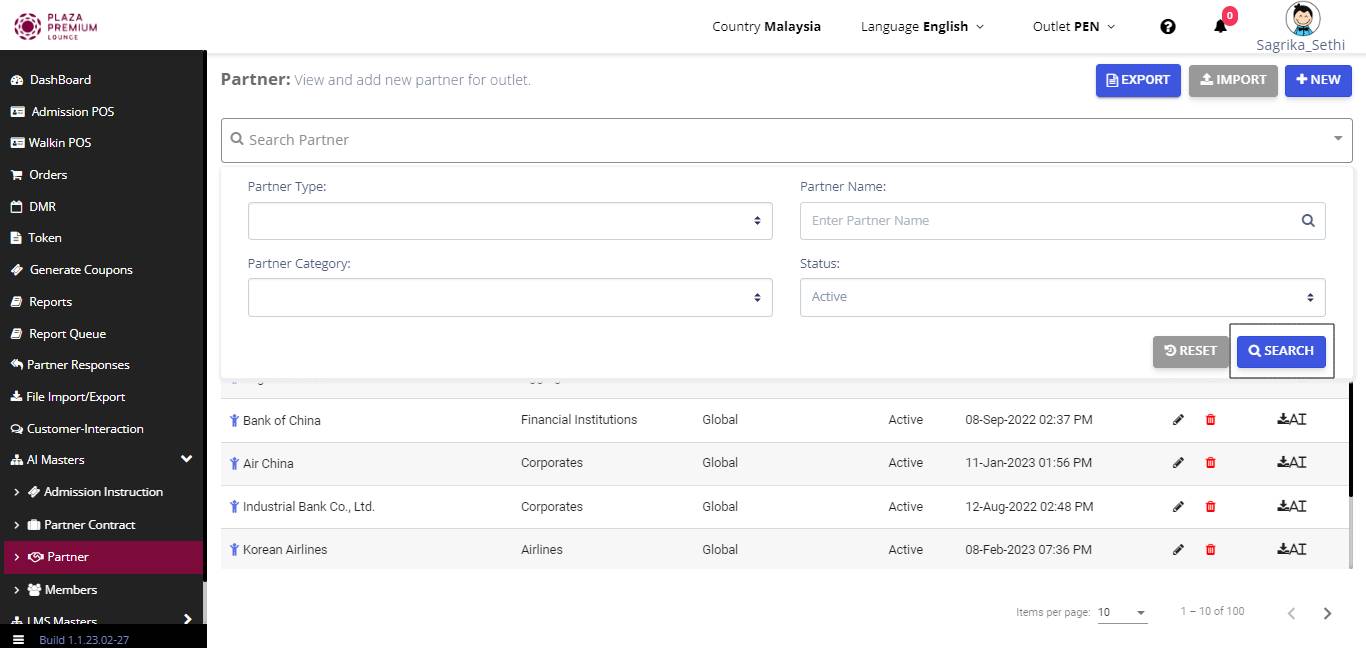 PLAZA
PREMIUM
LOUNGE
Country Malaysia
Language English
Outlet PEN
0
Sagrika_Sethi
DashBoard
Admission POS
Walkin POS
Orders
DMR
Token
Generate Coupons
Reports
Report Queue
Partner Responses
File Import/Export
Customer-Interaction
AI Masters
Admission Instruction
Partner Contract
Partner
Members
LMS Masters
Build 1.1.23.02-27
Partner: View and add new partner for outlet.
EXPORT
IMPORT
NEW
Search Partner
Partner Type:
Partner Name:
Enter Partner Name
Partner Category:
Status:
Active
RESET
SEARCH
Bank of China Financial Institutions Global Active 08-Sep-2022 02:37 PM AI
Air China Corporates Global Active 11-Jan-2023 01:56 PM AI
Industrial Bank Co., Ltd. Corporates Global Active 12-Aug-2022 02:48 PM AI
Korean Airlines Airlines Global Active 08-Feb-2023 07:36 PM AI
Items per page: 10 1 – 10 of 100